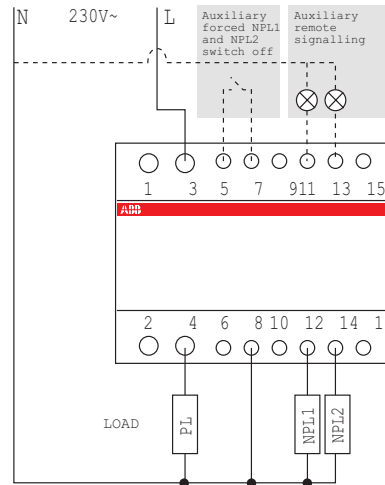 N 230V~ L
Auxiliary
forced NPL1
and NPL2
switch off
Auxiliary
remote
signalling
1 3 5 7 9 11 13 15
ABB
2 4 6 8 10 12 14 1
LOAD
PL
NPL1
NPL2